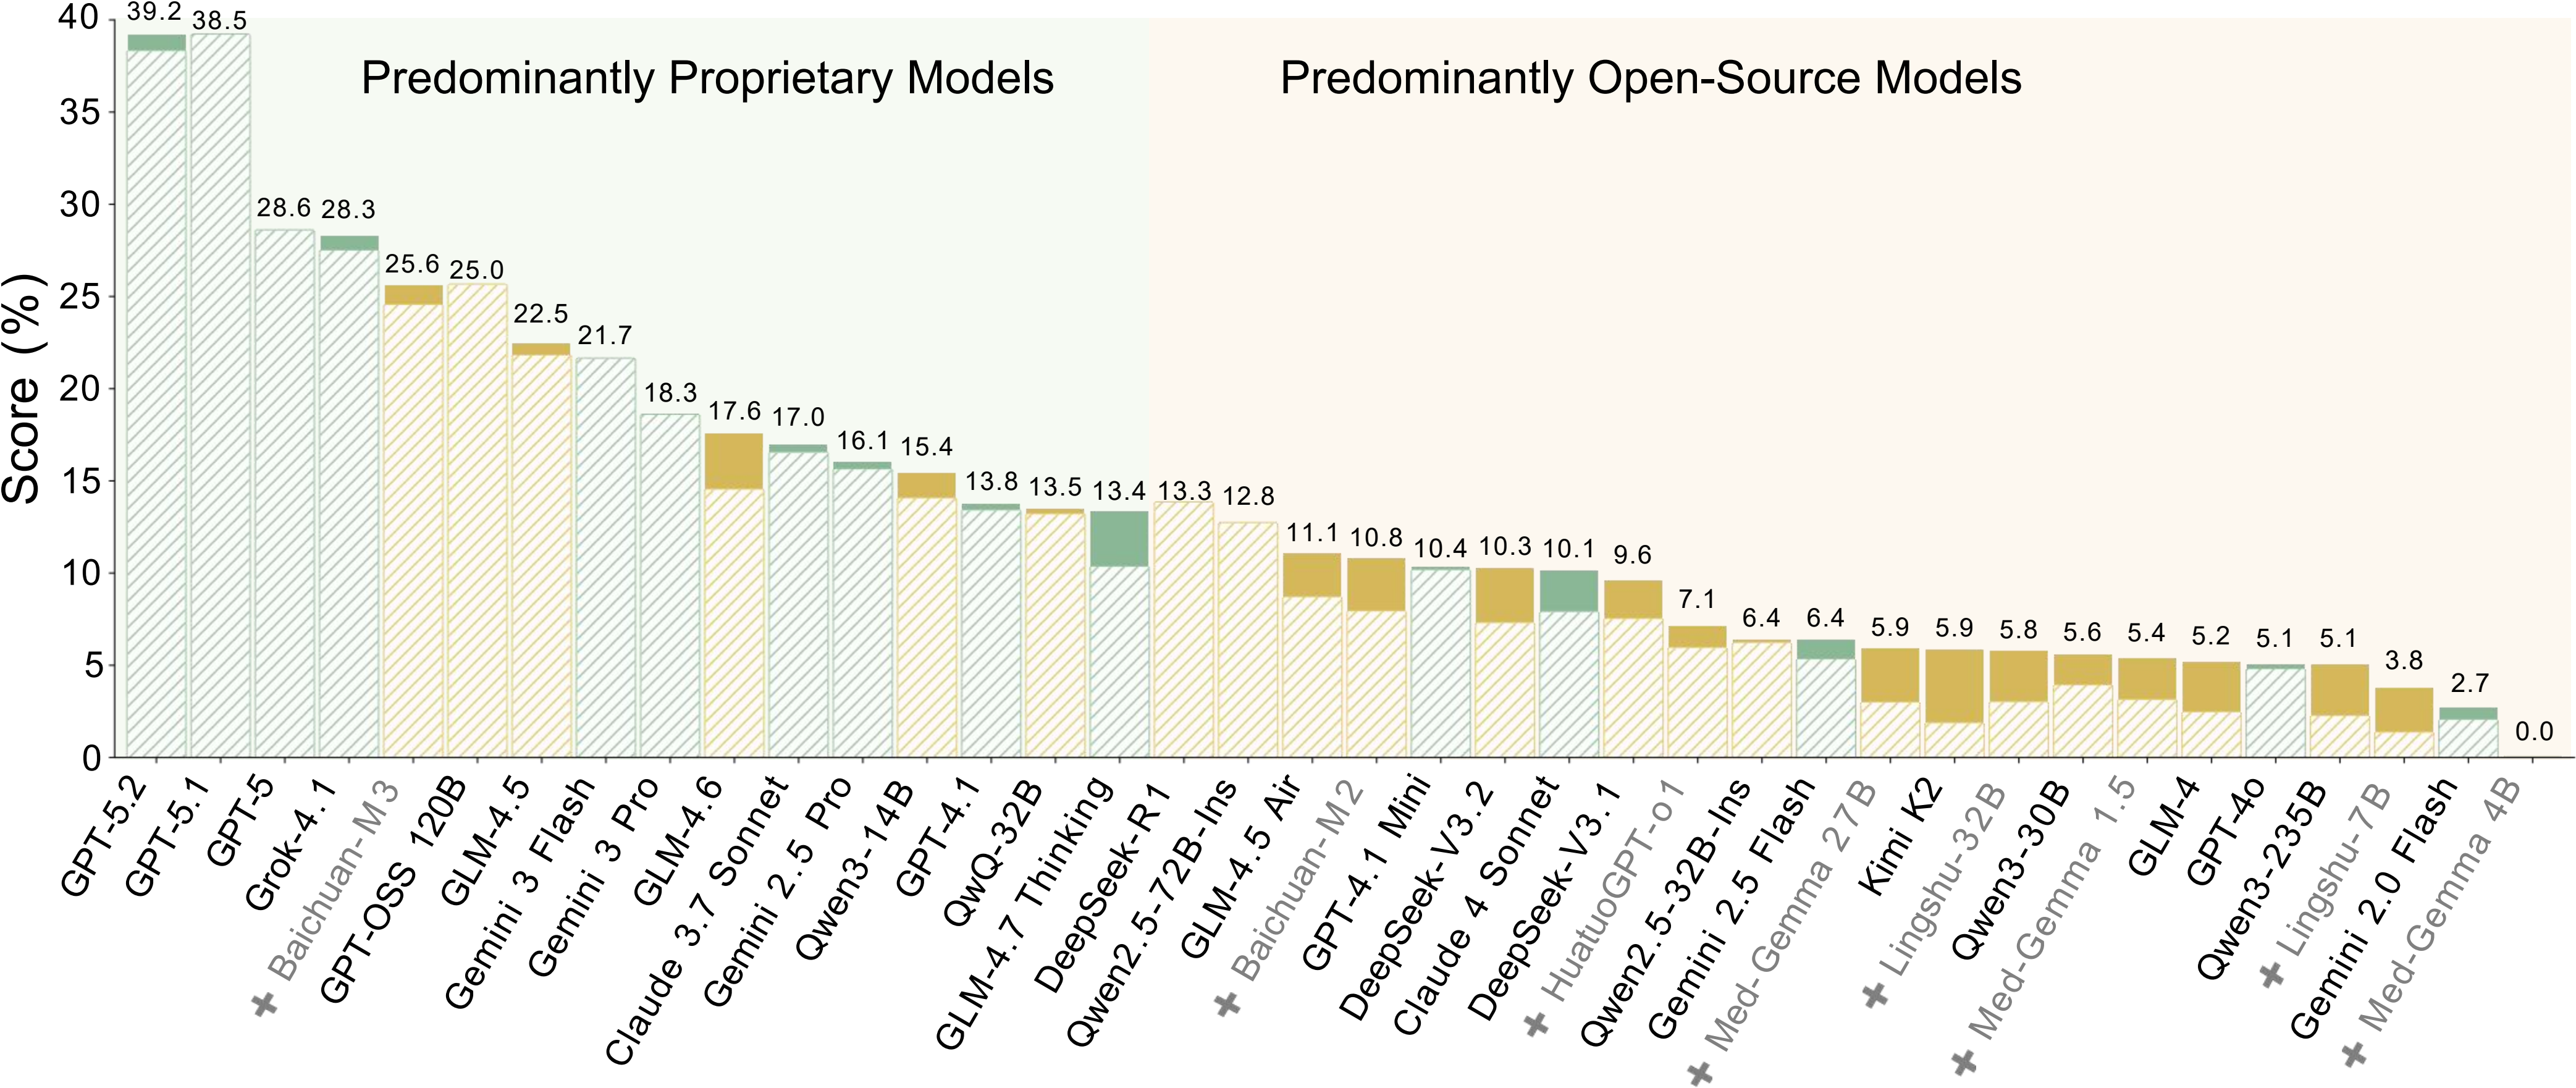 Predominantly Proprietary Models
Predominantly Open-Source Models
Score (%)
40
35
30
25
20
15
10
5
0
39.2
38.5
28.6
28.3
25.6
25.0
22.5
21.7
18.3
17.6
17.0
16.1
15.4
13.8
13.5
13.4
13.3
12.8
11.1
10.8
10.4
10.3
10.1
9.6
7.1
6.4
6.4
5.9
5.9
5.8
5.6
5.4
5.2
5.1
5.1
3.8
2.7
0.0
GPT-5.2
GPT-5.1
GPT-5
Grok-4.1
Baichuan-M3
GPT-OSS 120B
GLM-4.5
Gemini 3 Flash
Gemini 3 Pro
GLM-4.6
Claude 3.7 Sonnet
Gemini 2.5 Pro
Qwen3-14B
GPT-4.1
QwQ-32B
GLM-4.7 Thinking
DeepSeek-R1
Qwen2.5-72B-Ins
GLM-4.5 Air
Baichuan-M2
GPT-4.1 Mini
DeepSeek-V3.2
Claude 4 Sonnet
DeepSeek-V3.1
HuatuoGPT-o1
Qwen2.5-32B-Ins
Gemini 2.5 Flash
Med-Gemma 27B
Kimi K2
Lingshu-32B
Qwen3-30B
Med-Gemma 1.5
GLM-4
GPT-4o
Qwen3-235B
Lingshu-7B
Gemini 2.0 Flash
Med-Gemma 4B